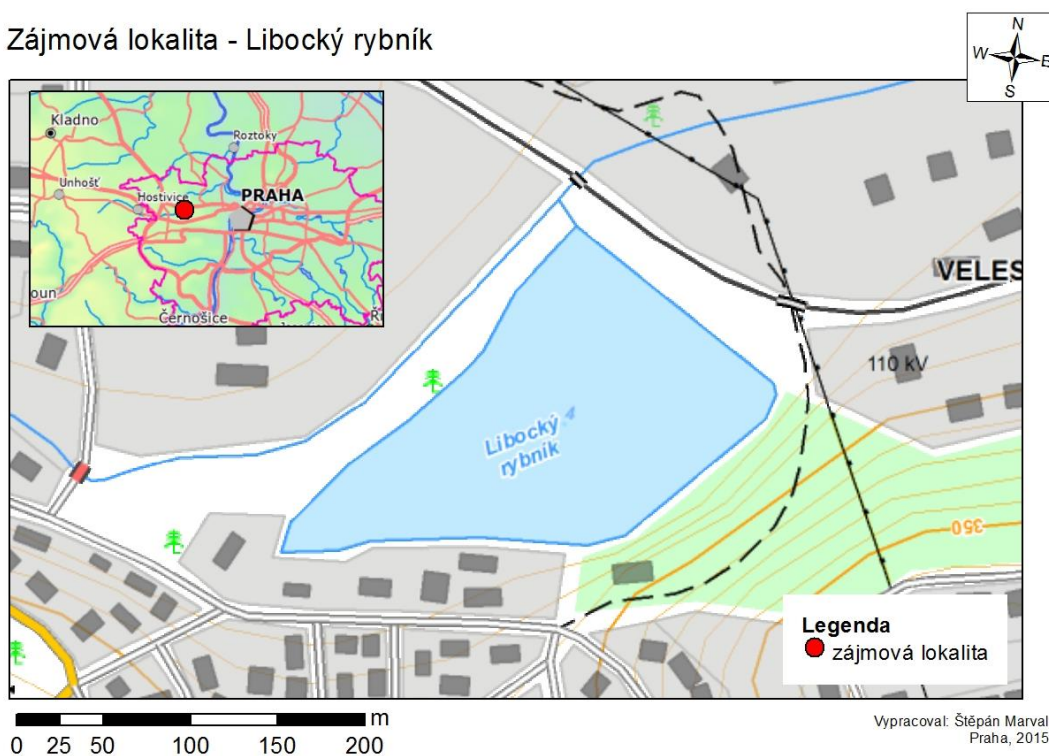 Zájmová lokalita - Libocký rybník
N
W
E
S
Kladno
Roztoky
Unhošť
Hostivice
PRAHA
oun
Černošice
VELES
110 kV
Libocký
rybník
350
Legenda
zájmová lokalita
m
0 25 50 100 150 200
Vypracoval: Štěpán Marval
Praha, 2015